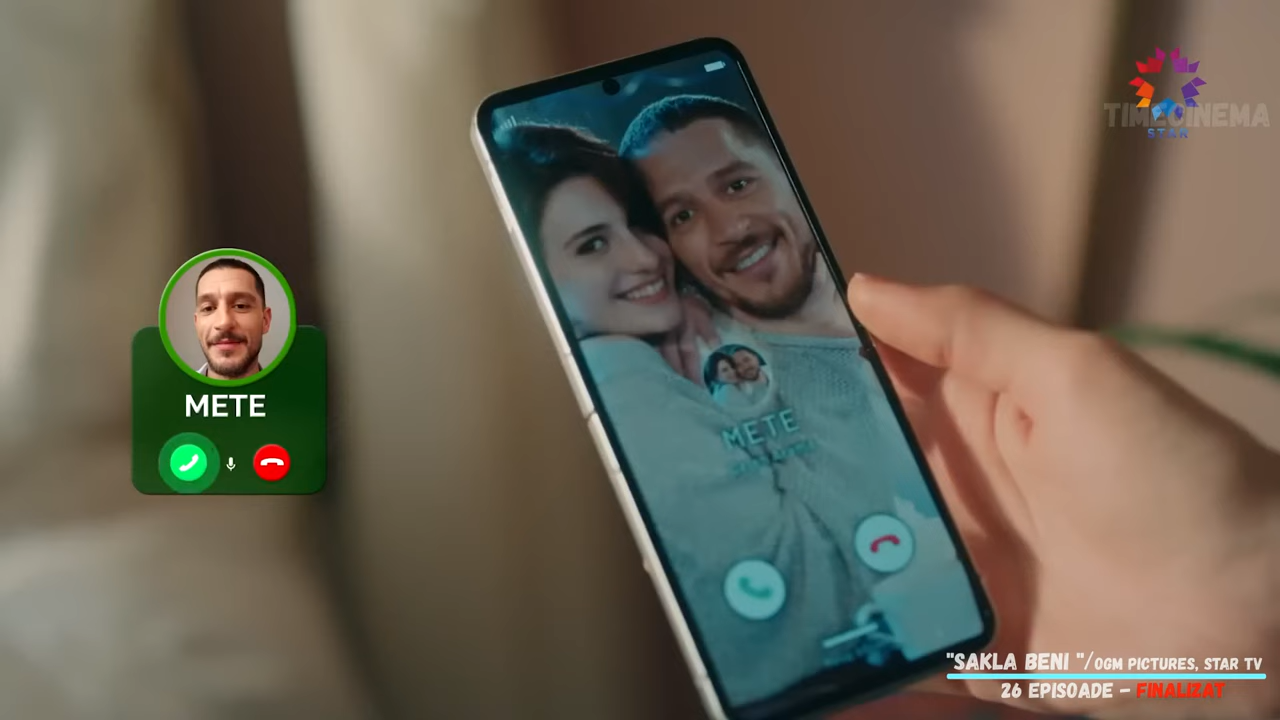 TIMECINEMA
STAR
METE
METE
"SAKLA BENI "/OGM PICTURES, STAR TV
26 EPISOADE - FINALIZAT